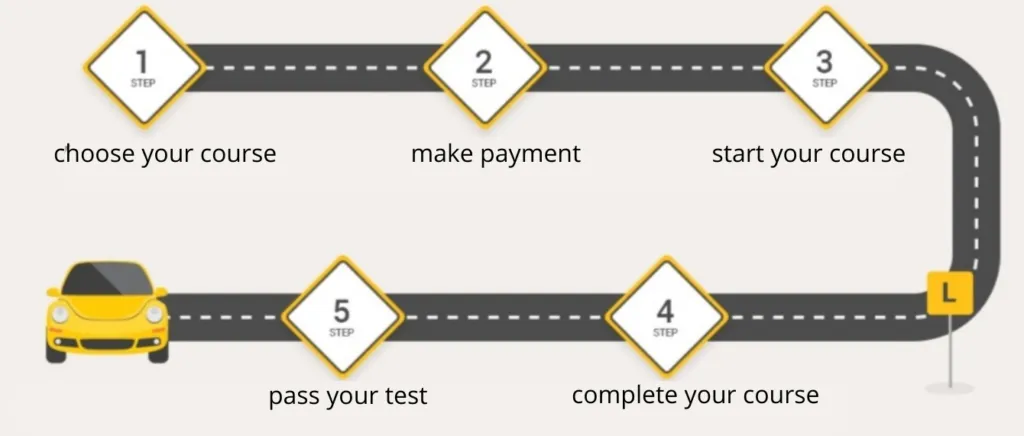 1
STEP
choose your course
2
STEP
make payment
3
STEP
start your course
L
4
STEP
complete your course
5
STEP
pass your test